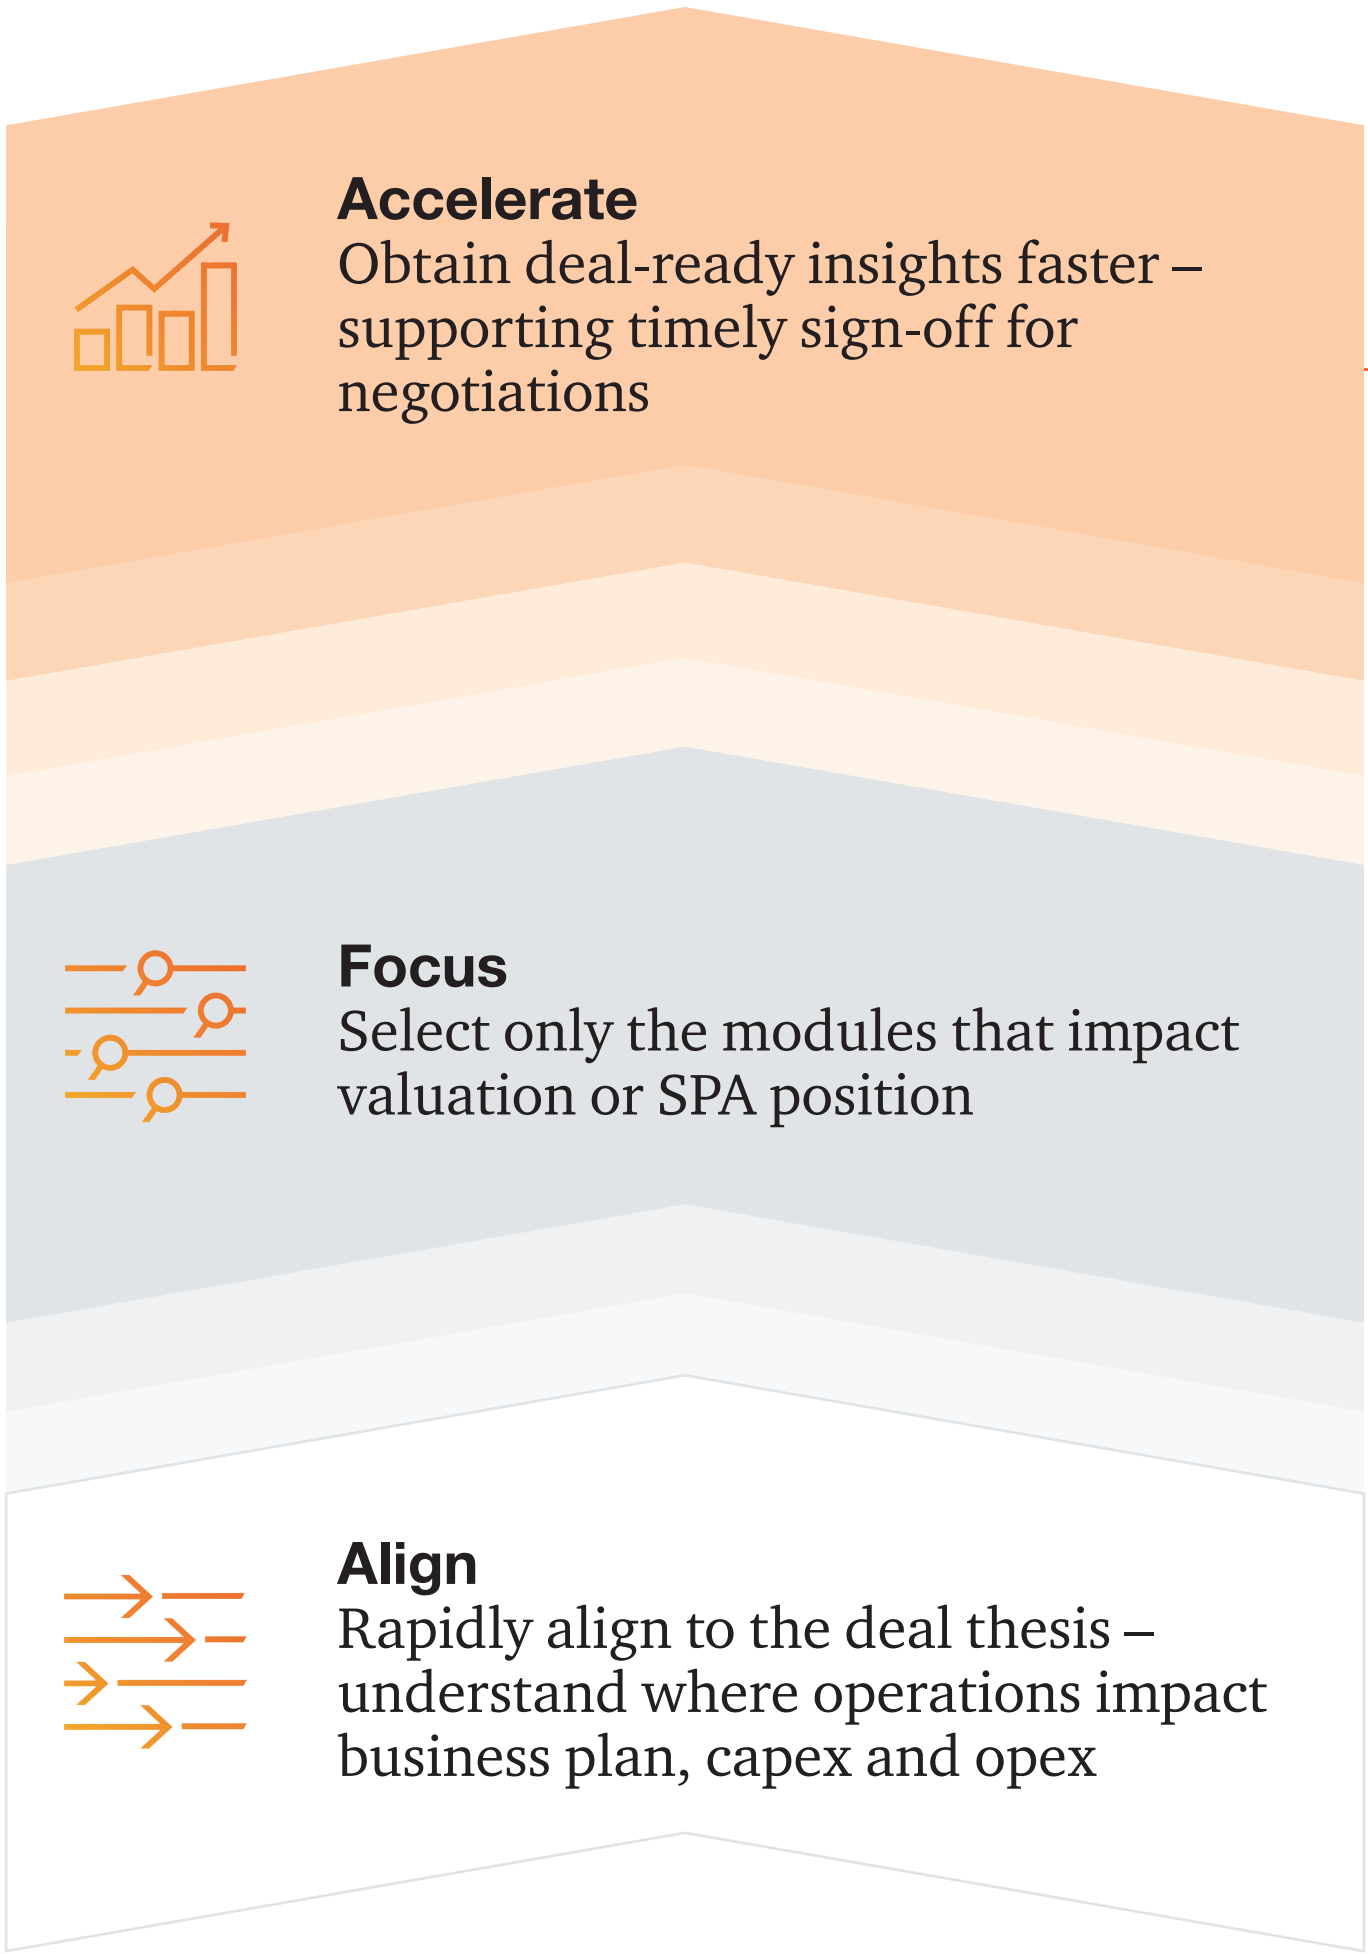 Accelerate
Obtain deal-ready insights faster –
supporting timely sign-off for
negotiations
Focus
Select only the modules that impact
valuation or SPA position
Align
Rapidly align to the deal thesis –
understand where operations impact
business plan, capex and opex